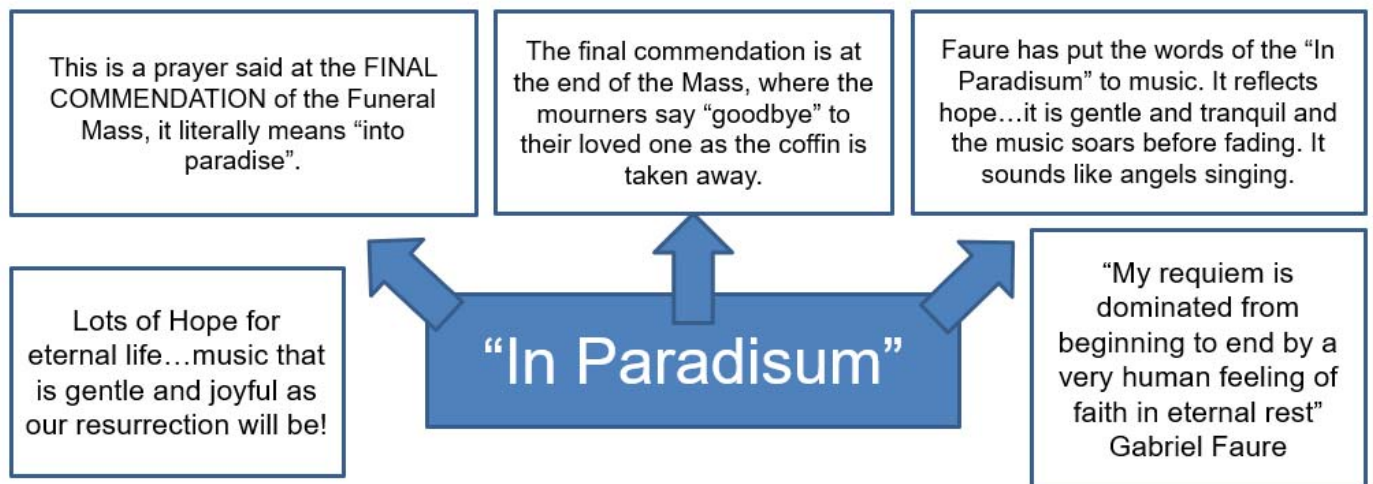 This is a prayer said at the FINAL
COMMENDATION of the Funeral
Mass, it literally means “into
paradise”.
The final commendation is at
the end of the Mass, where the
mourners say “goodbye” to
their loved one as the coffin is
taken away.
Faure has put the words of the “In
Paradisum” to music. It reflects
hope…it is gentle and tranquil and
the music soars before fading. It
sounds like angels singing.
Lots of Hope for
eternal life…music that
is gentle and joyful as
our resurrection will be!
“In Paradisum”
“My requiem is
dominated from
beginning to end by a
very human feeling of
faith in eternal rest”
Gabriel Faure